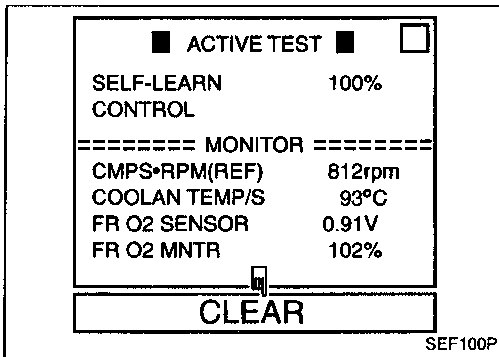 ACTIVE TEST
SELF-LEARN 100%
CONTROL
======== MONITOR ========
CMPS•RPM(REF) 812rpm
COOLAN TEMP/S 93°C
FR O2 SENSOR 0.91V
FR O2 MNTR 102%
CLEAR
SEF100P